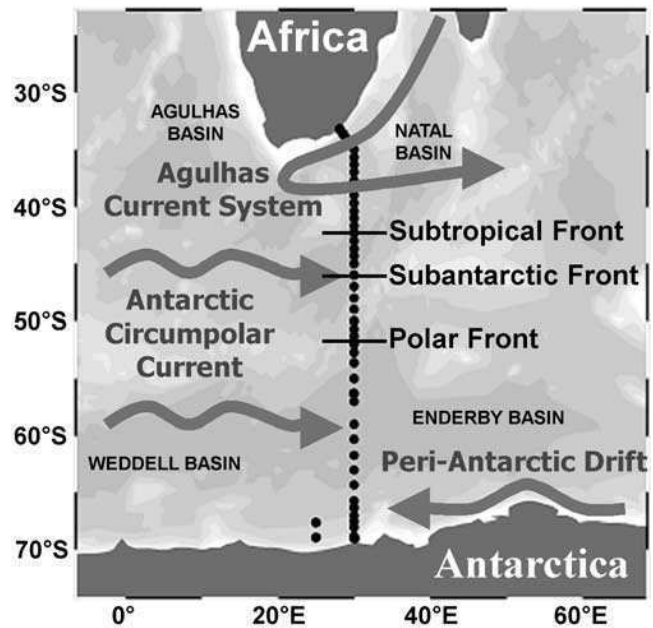 Africa
30°S
AGULHAS
BASIN
NATAL
BASIN
Agulhas
Current System
40°S
Subtropical Front
Subantarctic Front
Antarctic
Circumpolar
Current
50°S
Polar Front
ENDERBY BASIN
60°S
WEDDELL BASIN
Peri-Antarctic Drift
70°S
Antarctica
0°
20°E
40°E
60°E